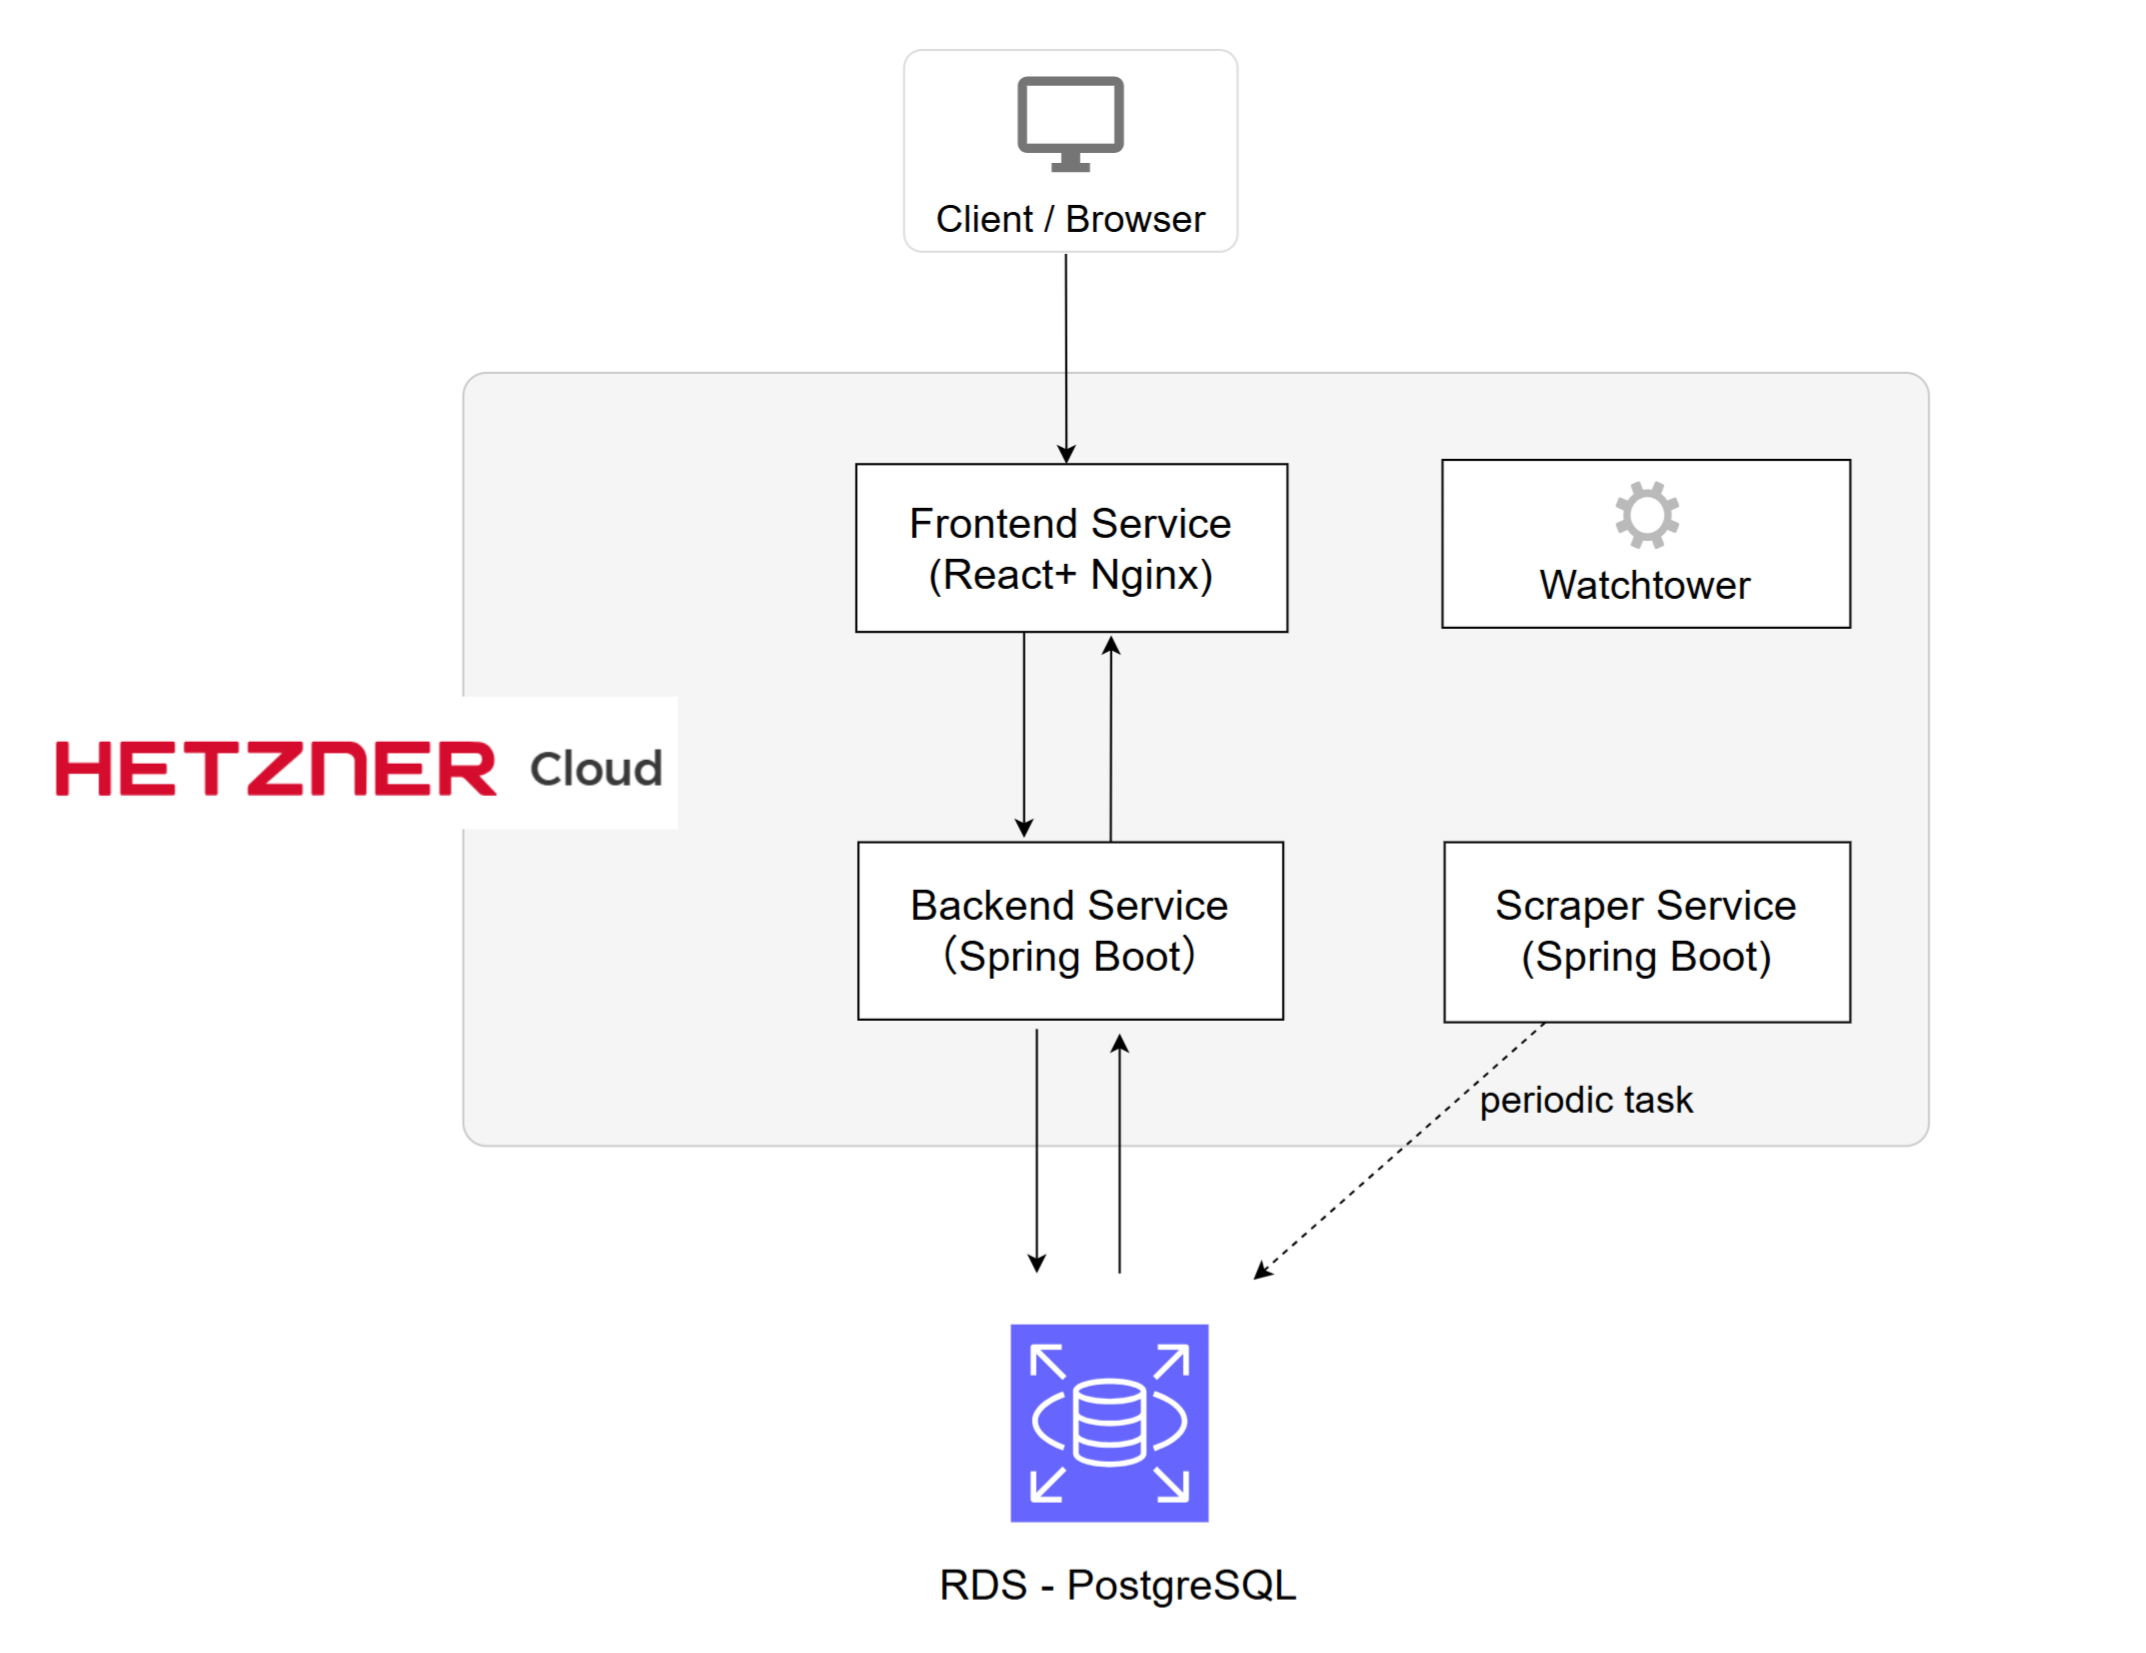 Client / Browser
Frontend Service
(React+ Nginx)
Watchtower
HETZNER Cloud
Backend Service
（Spring Boot）
Scraper Service
(Spring Boot)
periodic task
RDS - PostgreSQL